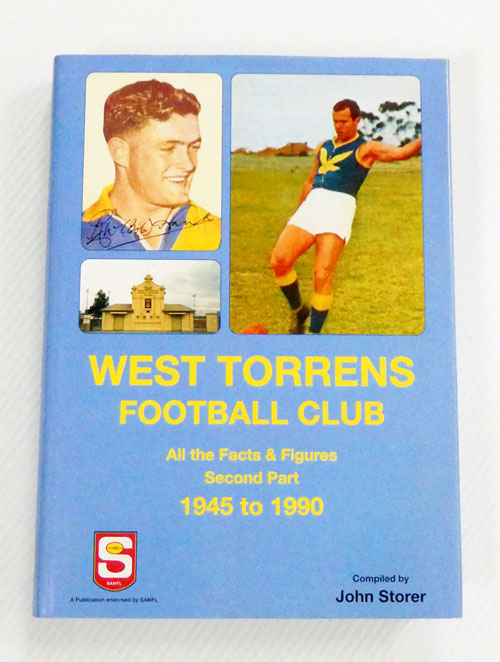 WEST TORRENS
FOOTBALL CLUB
All the Facts & Figures
Second Part
1945 to 1990
S
SANFL
A Publication endorsed by SANFL
Compiled by
John Storer